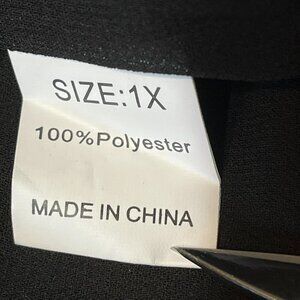 SIZE:1X
100%Polyester
MADE IN CHINA